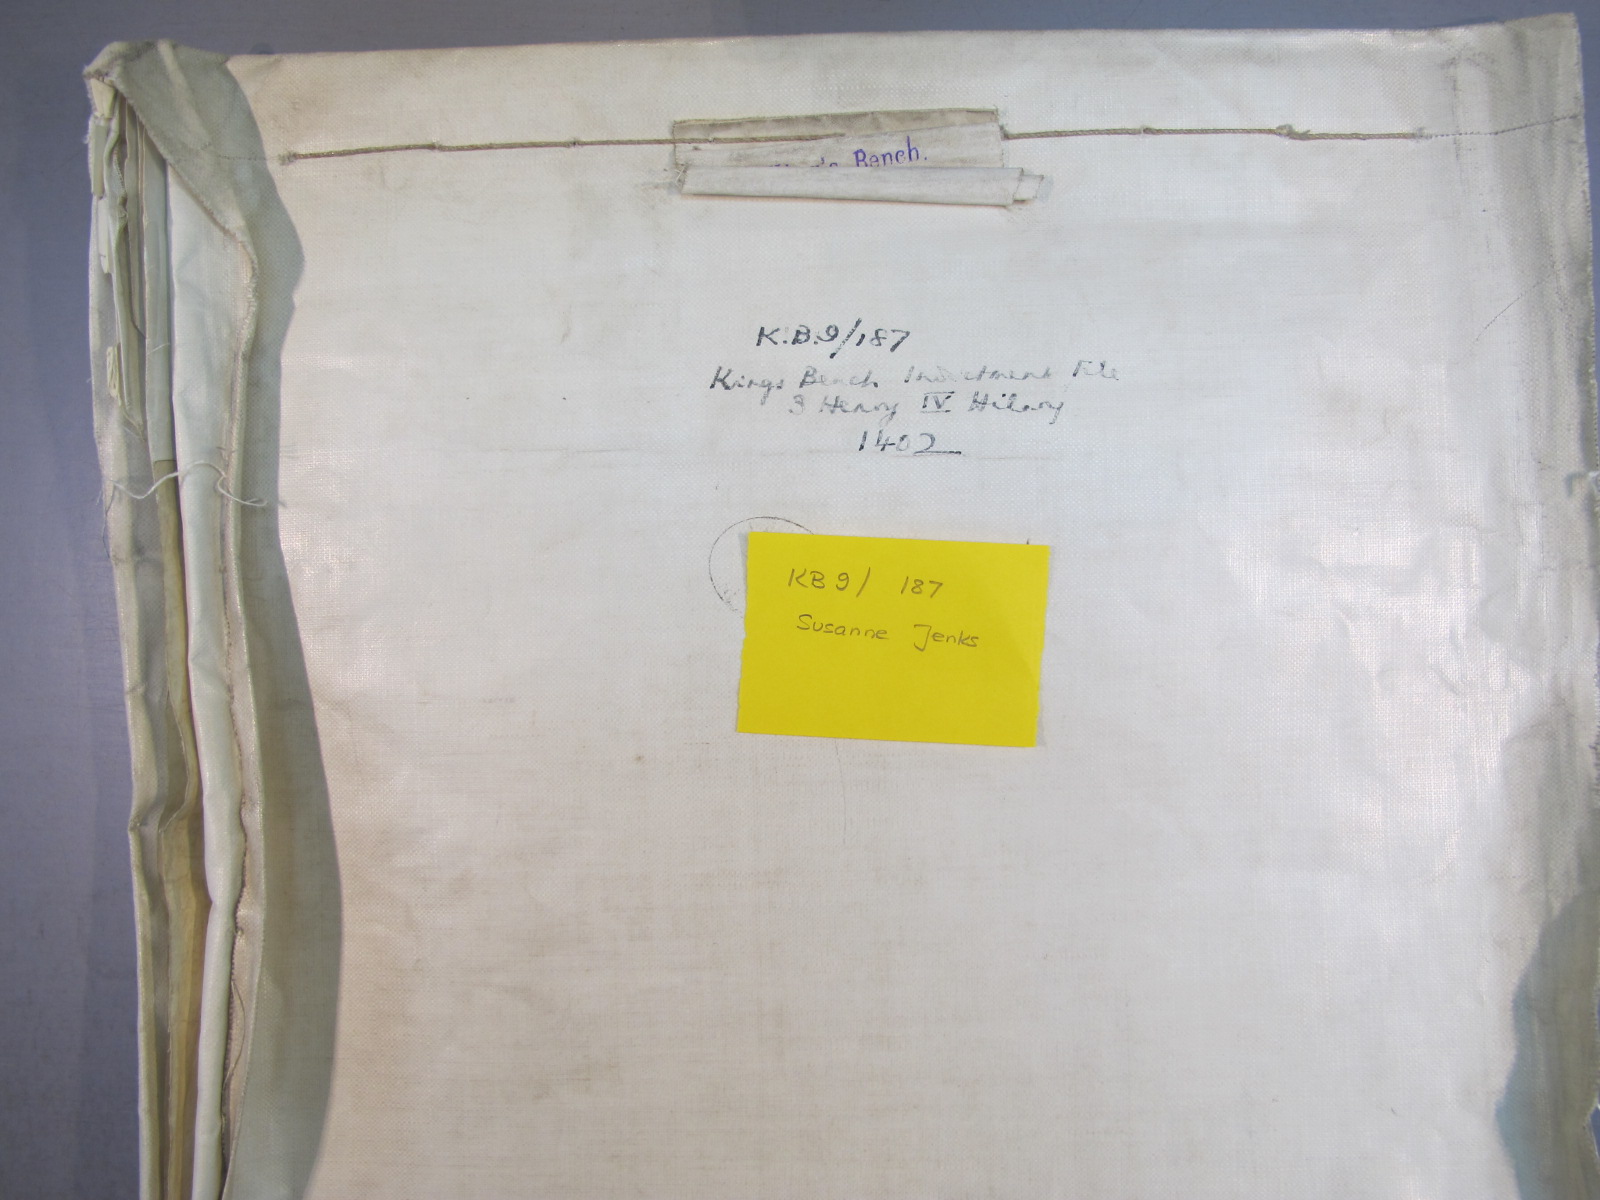 Bench.
K.B.9/187
Kings Bench Indictment File
3 Henry IV Hilary
1402
KB 9/ 187
Susanne Jenks